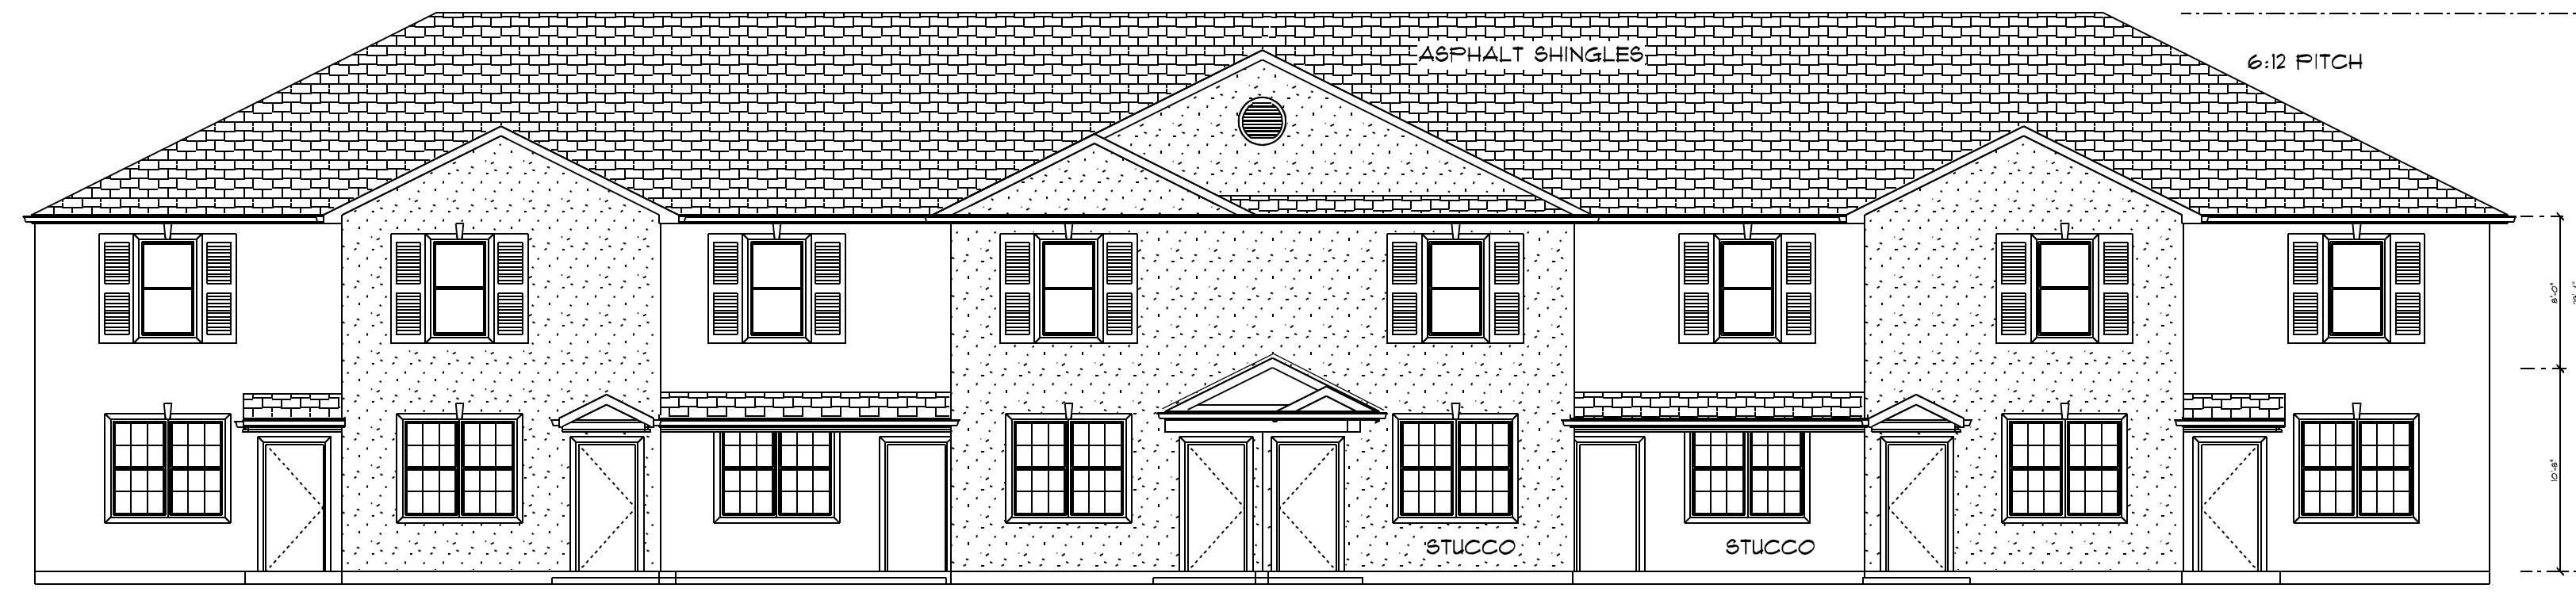 ASPHALT SHINGLES
6:12 PITCH
8'-0"
10'-8"
STUCCO
STUCCO